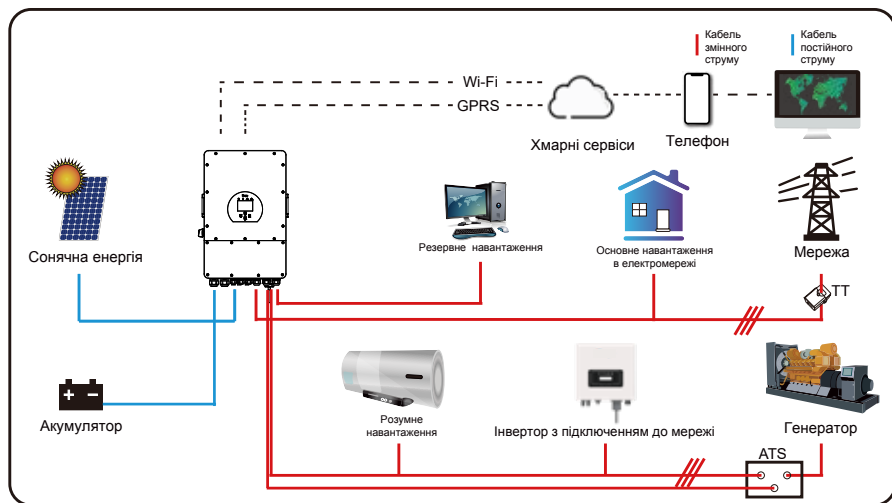 Кабель
змінного
струму
Кабель
постійного
струму
Wi-Fi
GPRS
Хмарні сервіси
Телефон
Сонячна енергія
Резервне навантаження
Основне навантаження
в електромережі
Мережа
ТТ
Акумулятор
Розумне
навантаження
Інвертор з підключенням до мережі
Генератор
ATS